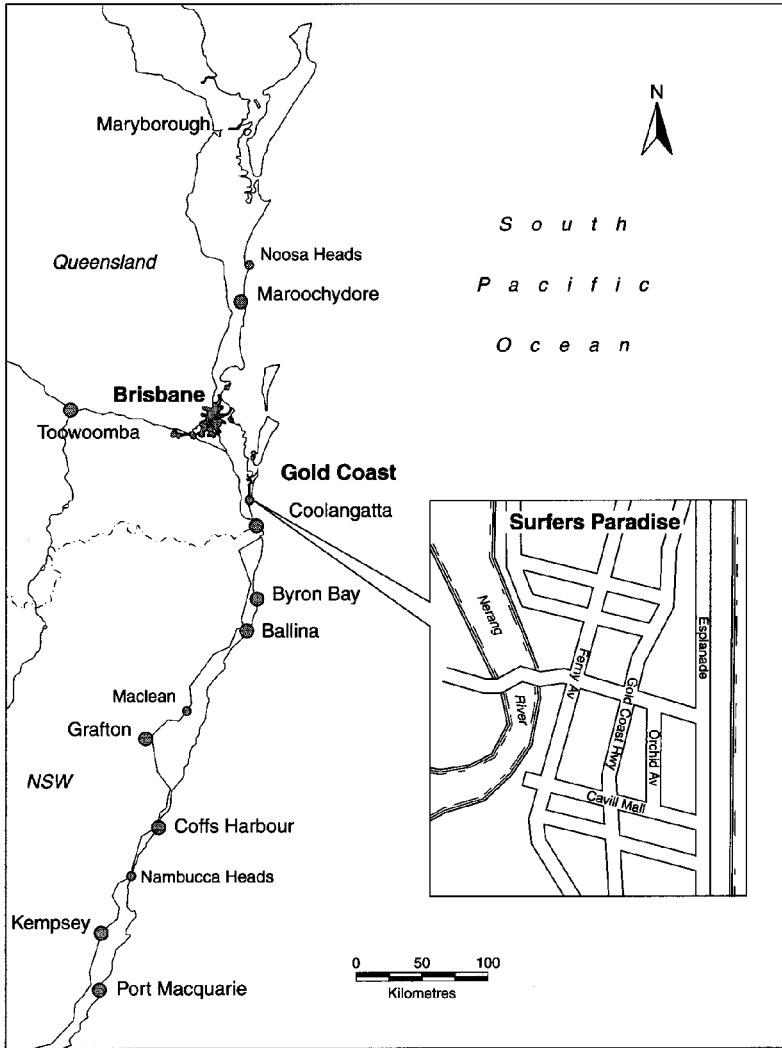 N
Maryborough
South
Queensland
Noosa Heads
Pacific
Maroochydore
Ocean
Brisbane
Toowoomba
Gold Coast
Coolangatta
Surfers Paradise
Nerang
River
Ferny Av
Gold Coast Hwy
Esplanade
Orchid Av
Cavill Mall
Byron Bay
Ballina
Maclean
Grafton
NSW
Coffs Harbour
Nambucca Heads
Kempsey
Port Macquarie
0 50 100
Kilometres